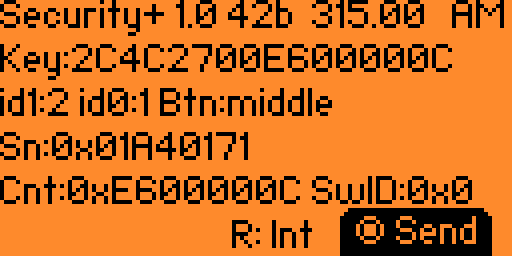 Security+ 1.0 42b 315.00 AM
Key:2C4C2700E600000C
id1:2 id0:1 Btn:middle
Sn:0x01A40171
Cnt:0xE600000C SwID:0x0
R: Int Send